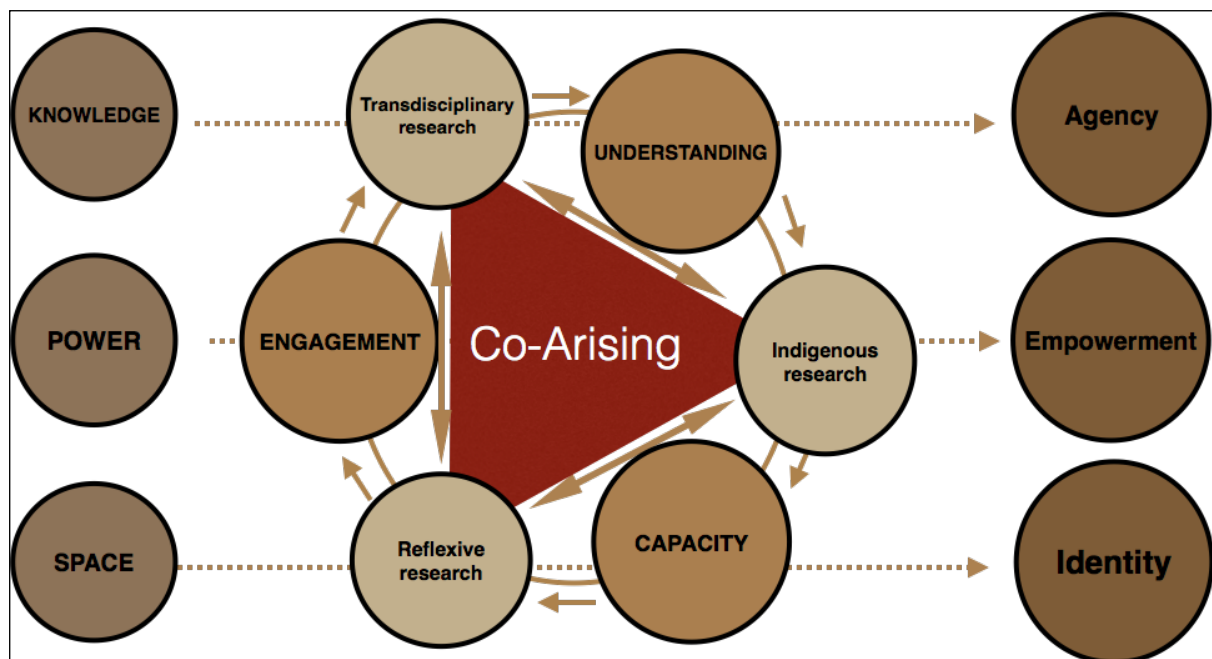 KNOWLEDGE
Transdisciplinary
research
UNDERSTANDING
Agency
POWER
ENGAGEMENT
Co-Arising
Indigenous
research
Empowerment
SPACE
Reflexive
research
CAPACITY
Identity